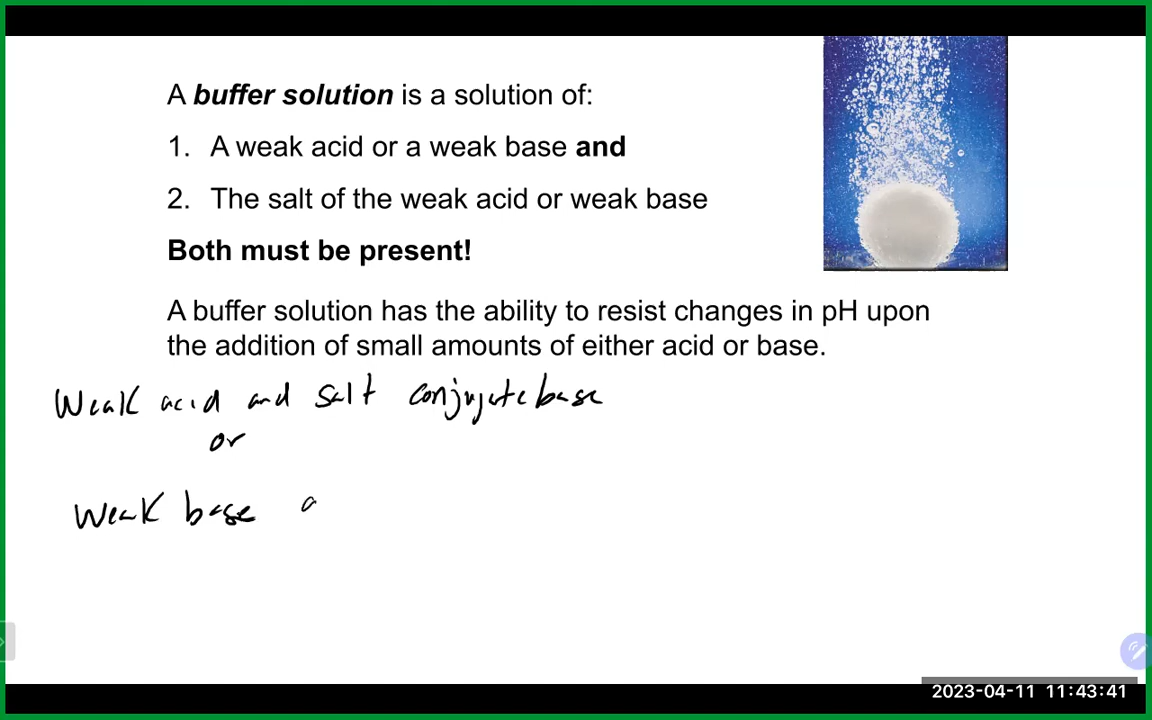 A buffer solution is a solution of:
1. A weak acid or a weak base and
2. The salt of the weak acid or weak base
Both must be present!
A buffer solution has the ability to resist changes in pH upon
the addition of small amounts of either acid or base.
Weak acid and salt conjugate base
or
Weak base a
2023-04-11 11:43:41